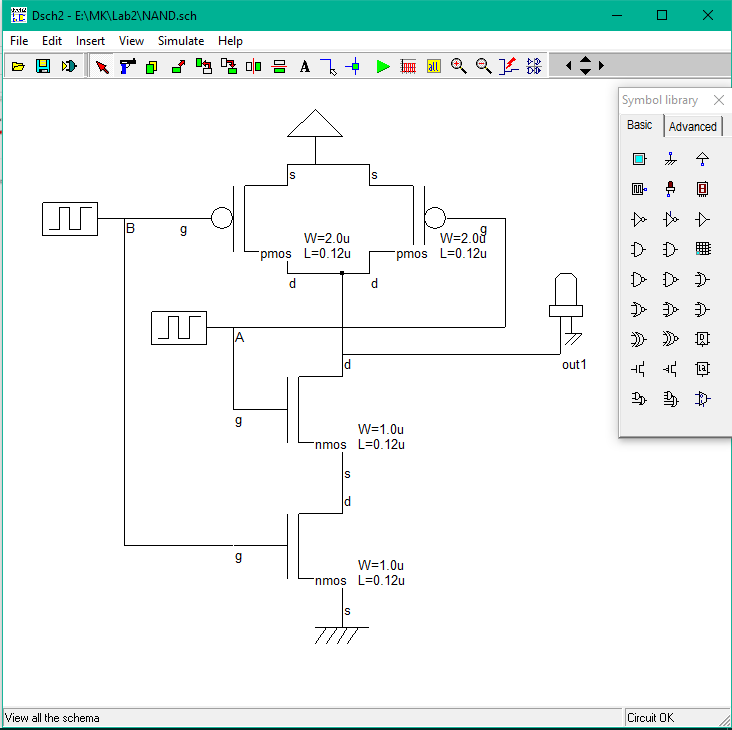 Dsch2 - E:\MK\Lab2\NAND.sch
File Edit Insert View Simulate Help
A
all
Symbol library
Basic Advanced
s
s
B
g
g
W=2.0u
L=0.12u
W=2.0u
L=0.12u
pmos
pmos
d
d
A
d
out1
g
W=1.0u
L=0.12u
nmos
s
d
g
W=1.0u
L=0.12u
nmos
s
View all the schema
Circuit OK